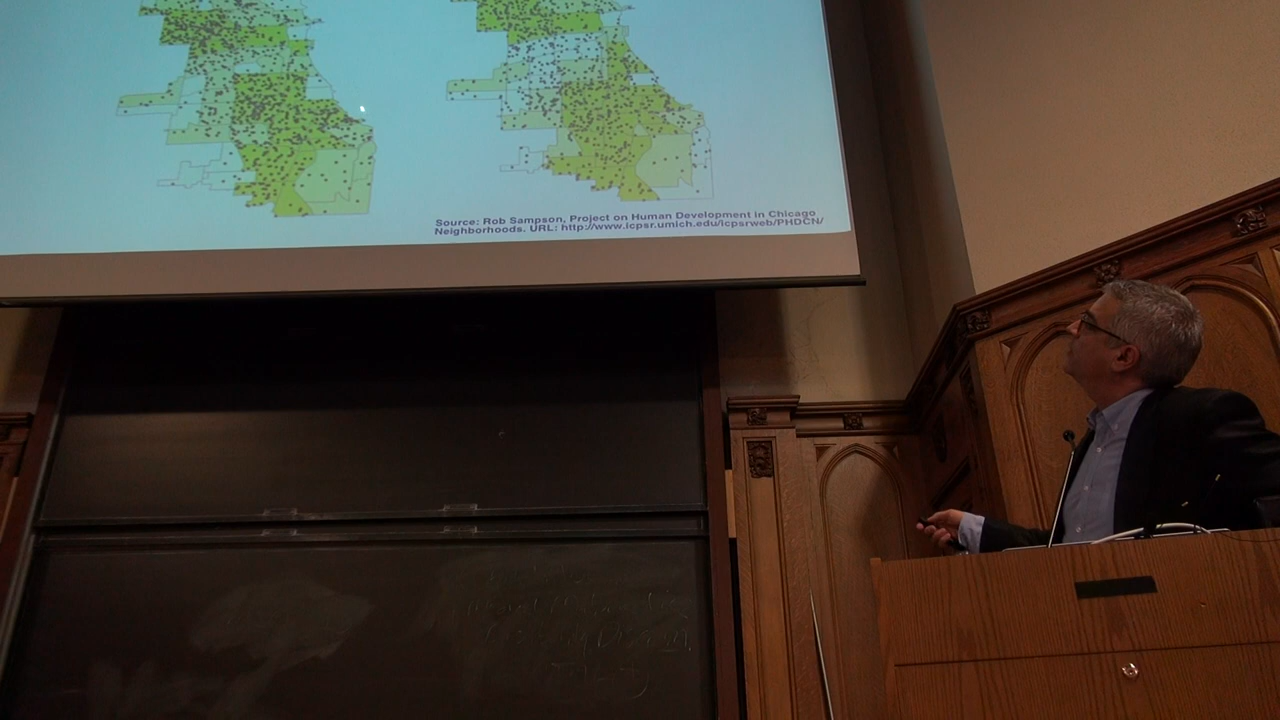 Source: Rob Sampson, Project on Human Development in Chicago
Neighborhoods. URL: http://www.icpsr.umich.edu/icpsrweb/PHDCN/